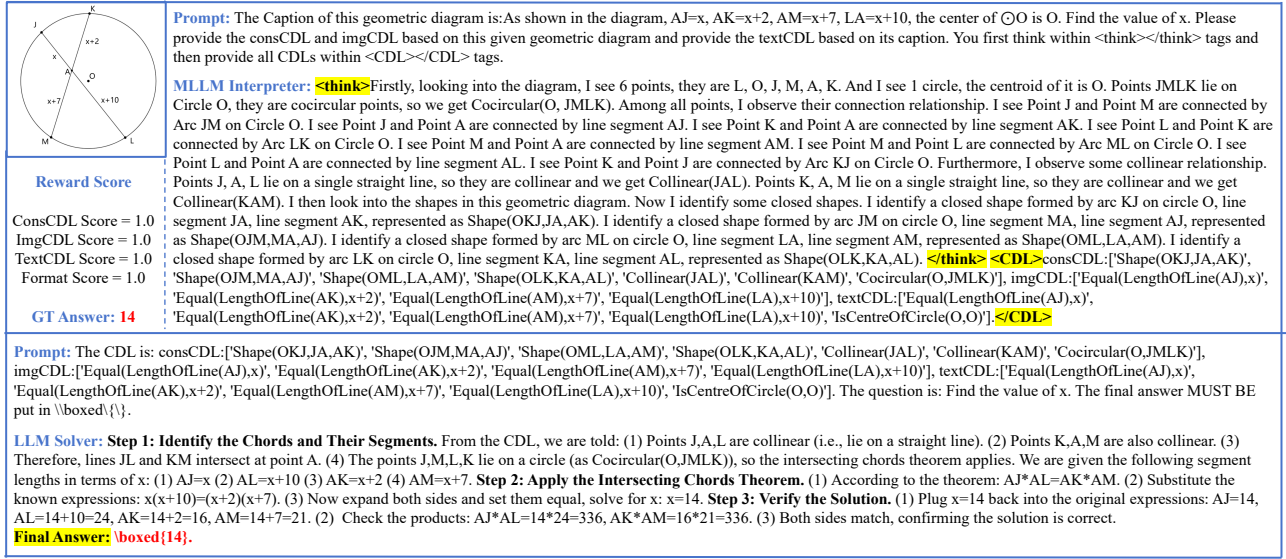 K
J
x+2
x
A
O
x+7
x+10
M
L
Reward Score
ConsCDL Score = 1.0
ImgCDL Score = 1.0
TextCDL Score = 1.0
Format Score = 1.0
GT Answer: 14
Prompt: The Caption of this geometric diagram is:As shown in the diagram, AJ=x, AK=x+2, AM=x+7, LA=x+10, the center of ⨀O is O. Find the value of x. Please
provide the consCDL and imgCDL based on this given geometric diagram and provide the textCDL based on its caption. You first think within <think></think> tags and
then provide all CDLs within <CDL></CDL> tags.
MLLM Interpreter: <think>Firstly, looking into the diagram, I see 6 points, they are L, O, J, M, A, K. And I see 1 circle, the centroid of it is O. Points JMLK lie on
Circle O, they are cocircular points, so we get Cocircular(O, JMLK). Among all points, I observe their connection relationship. I see Point J and Point M are connected by
Arc JM on Circle O. I see Point J and Point A are connected by line segment AJ. I see Point K and Point A are connected by line segment AK. I see Point L and Point K are
connected by Arc LK on Circle O. I see Point M and Point A are connected by line segment AM. I see Point M and Point L are connected by Arc ML on Circle O. I see
Point L and Point A are connected by line segment AL. I see Point K and Point J are connected by Arc KJ on Circle O. Furthermore, I observe some collinear relationship.
Points J, A, L lie on a single straight line, so they are collinear and we get Collinear(JAL). Points K, A, M lie on a single straight line, so they are collinear and we get
Collinear(KAM). I then look into the shapes in this geometric diagram. Now I identify some closed shapes. I identify a closed shape formed by arc KJ on circle O, line
segment JA, line segment AK, represented as Shape(OKJ,JA,AK). I identify a closed shape formed by arc JM on circle O, line segment MA, line segment AJ, represented
as Shape(OJM,MA,AJ). I identify a closed shape formed by arc ML on circle O, line segment LA, line segment AM, represented as Shape(OML,LA,AM). I identify a
closed shape formed by arc LK on circle O, line segment KA, line segment AL, represented as Shape(OLK,KA,AL). </think> <CDL>consCDL:['Shape(OKJ,JA,AK)',
'Shape(OJM,MA,AJ)', 'Shape(OML,LA,AM)', 'Shape(OLK,KA,AL)', 'Collinear(JAL)', 'Collinear(KAM)', 'Cocircular(O,JMLK)'], imgCDL:['Equal(LengthOfLine(AJ),x)',
'Equal(LengthOfLine(AK),x+2)', 'Equal(LengthOfLine(AM),x+7)', 'Equal(LengthOfLine(LA),x+10)'], textCDL:['Equal(LengthOfLine(AJ),x)',
'Equal(LengthOfLine(AK),x+2)', 'Equal(LengthOfLine(AM),x+7)', 'Equal(LengthOfLine(LA),x+10)', 'IsCentreOfCircle(O,O)'].</CDL>
Prompt: The CDL is: consCDL:['Shape(OKJ,JA,AK)', 'Shape(OJM,MA,AJ)', 'Shape(OML,LA,AM)', 'Shape(OLK,KA,AL)', 'Collinear(JAL)', 'Collinear(KAM)', 'Cocircular(O,JMLK)'],
imgCDL:['Equal(LengthOfLine(AJ),x)', 'Equal(LengthOfLine(AK),x+2)', 'Equal(LengthOfLine(AM),x+7)', 'Equal(LengthOfLine(LA),x+10)'], textCDL:['Equal(LengthOfLine(AJ),x)',
'Equal(LengthOfLine(AK),x+2)', 'Equal(LengthOfLine(AM),x+7)', 'Equal(LengthOfLine(LA),x+10)', 'IsCentreOfCircle(O,O)']. The question is: Find the value of x. The final answer MUST BE
put in \\boxed\{\}.
LLM Solver: Step 1: Identify the Chords and Their Segments. From the CDL, we are told: (1) Points J,A,L are collinear (i.e., lie on a straight line). (2) Points K,A,M are also collinear. (3)
Therefore, lines JL and KM intersect at point A. (4) The points J,M,L,K lie on a circle (as Cocircular(O,JMLK)), so the intersecting chords theorem applies. We are given the following segment
lengths in terms of x: (1) AJ=x (2) AL=x+10 (3) AK=x+2 (4) AM=x+7. Step 2: Apply the Intersecting Chords Theorem. (1) According to the theorem: AJ*AL=AK*AM. (2) Substitute the
known expressions: x(x+10)=(x+2)(x+7). (3) Now expand both sides and set them equal, solve for x: x=14. Step 3: Verify the Solution. (1) Plug x=14 back into the original expressions: AJ=14,
AL=14+10=24, AK=14+2=16, AM=14+7=21. (2) Check the products: AJ*AL=14*24=336, AK*AM=16*21=336. (3) Both sides match, confirming the solution is correct.
Final Answer: \boxed{14}.